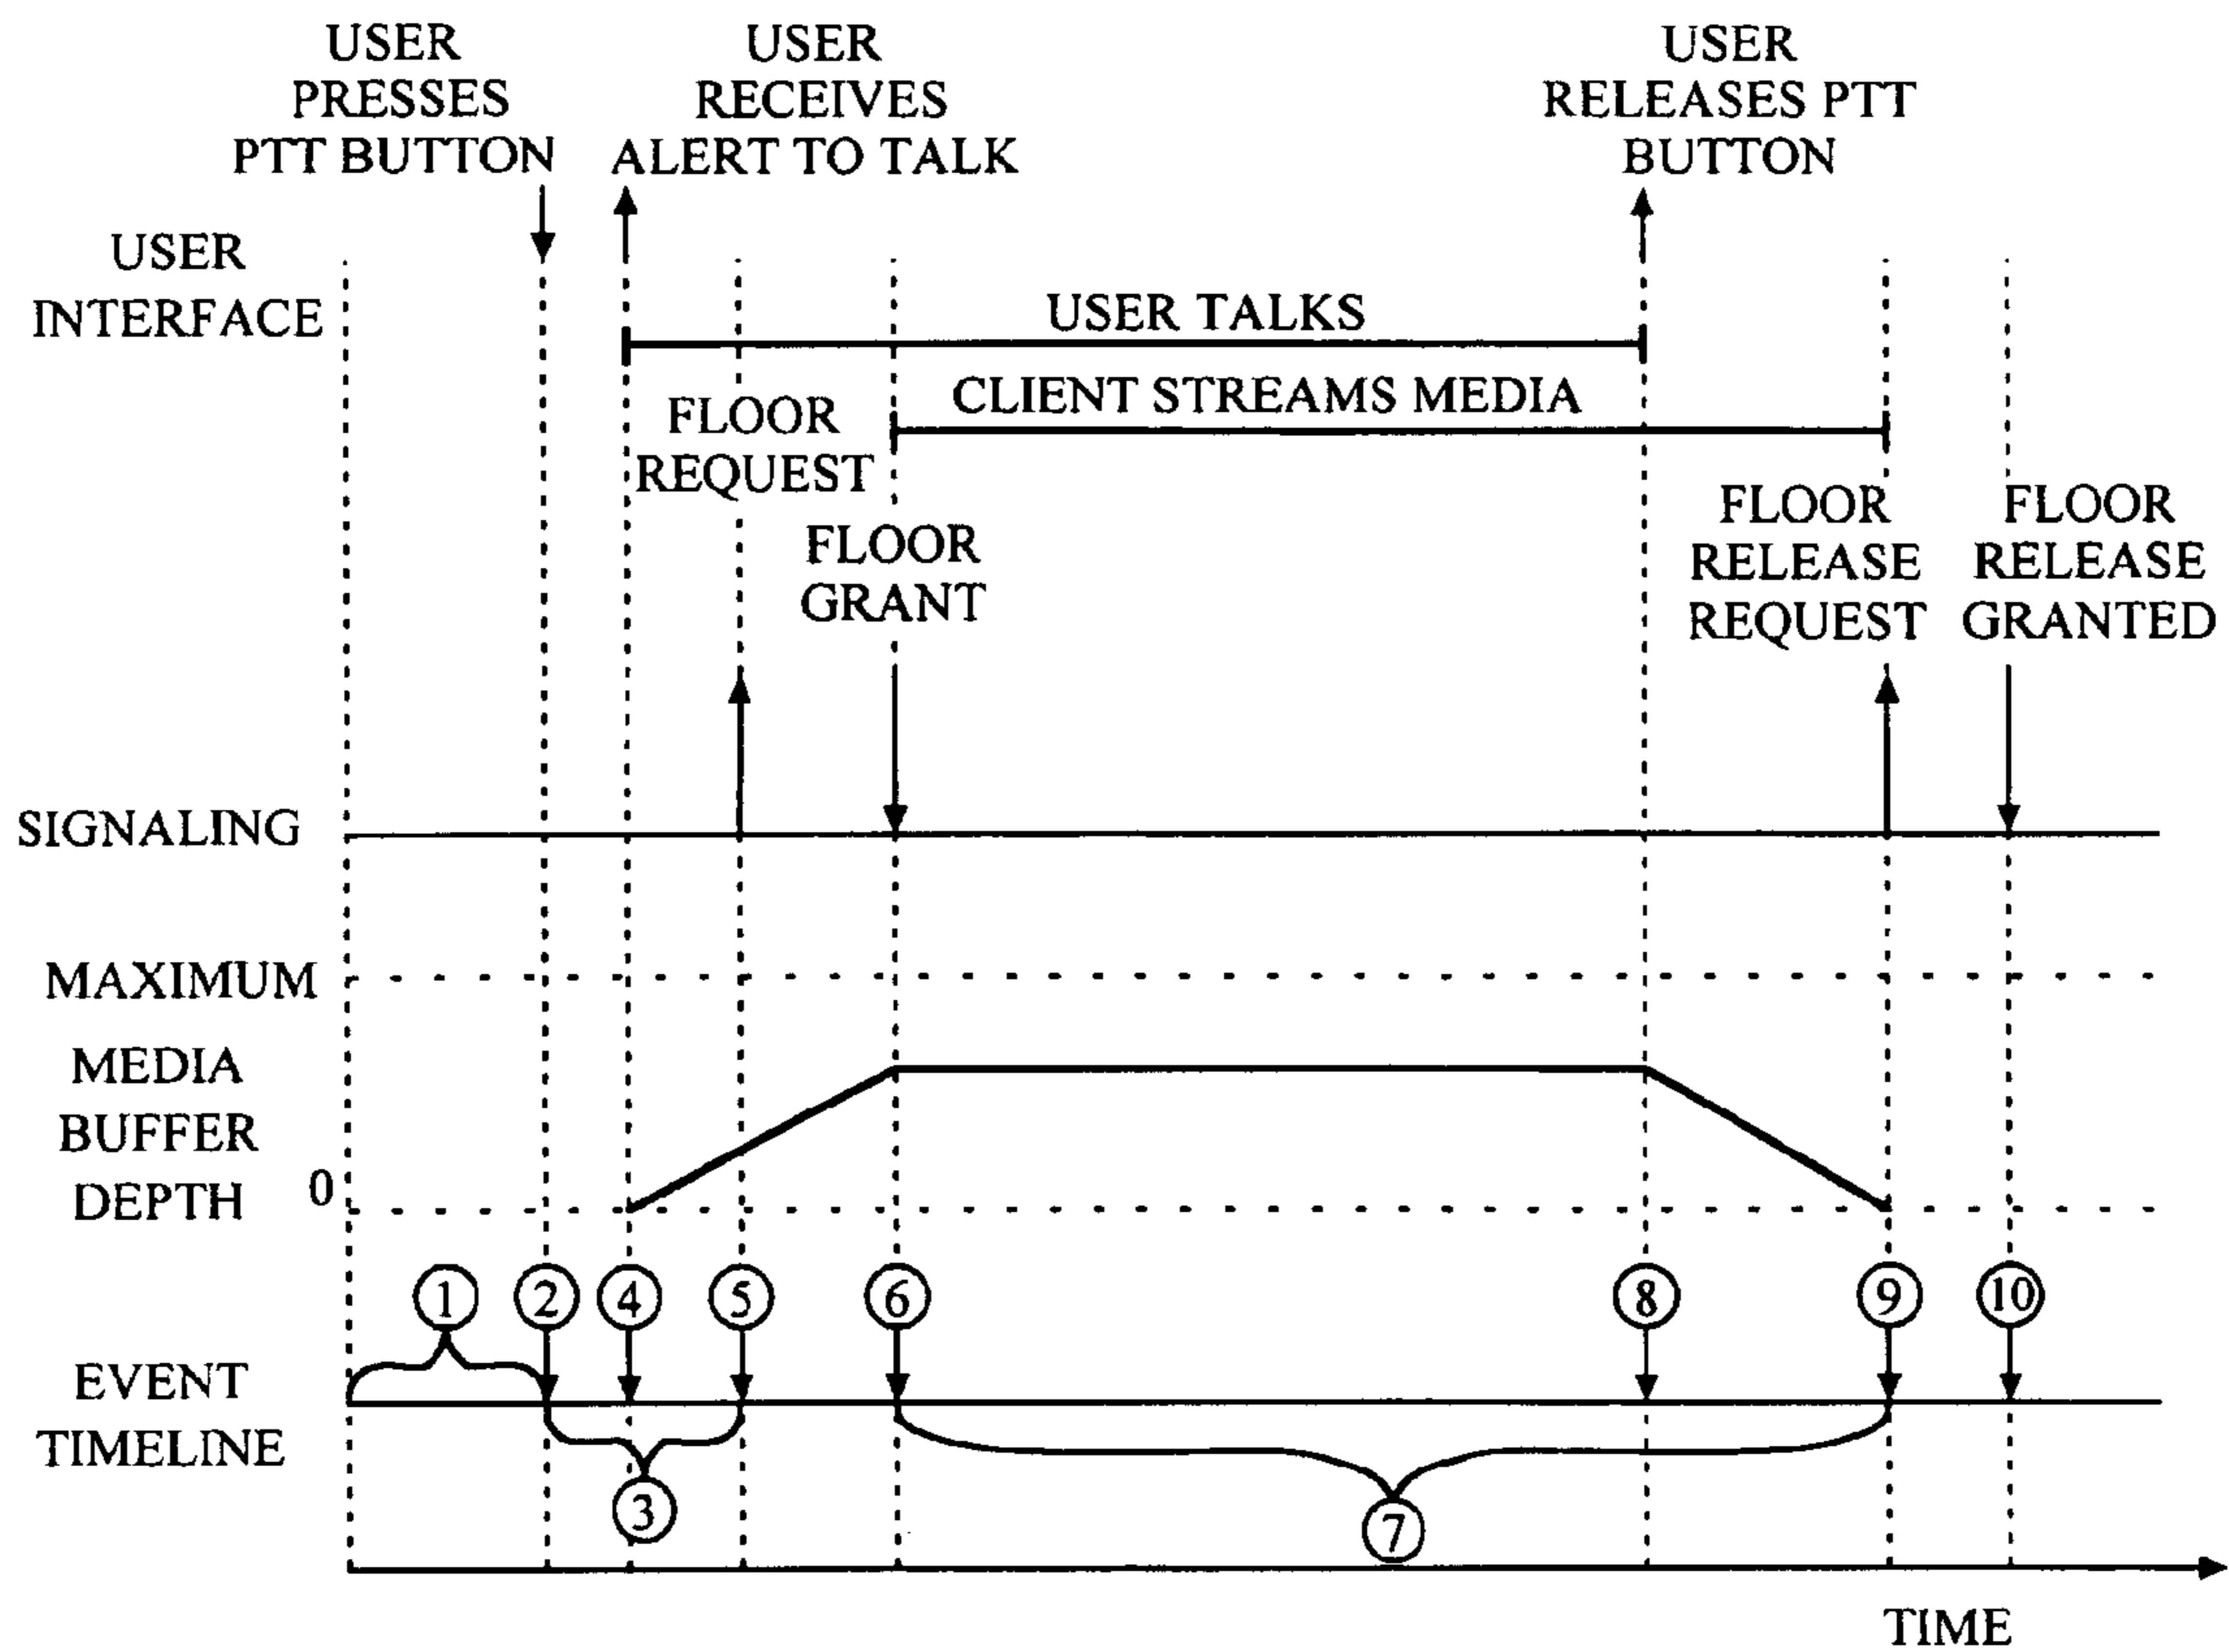 USER
PRESSES
PTT BUTTON
USER
RECEIVES
ALERT TO TALK
USER
RELEASES PTT
BUTTON
USER
INTERFACE
USER TALKS
CLIENT STREAMS MEDIA
FLOOR
REQUEST
FLOOR
GRANT
FLOOR
RELEASE
REQUEST
FLOOR
RELEASE
GRANTED
SIGNALING
MAXIMUM
MEDIA
BUFFER
DEPTH
0
1
2
4
5
6
8
9
10
EVENT
TIMELINE
3
7
TIME